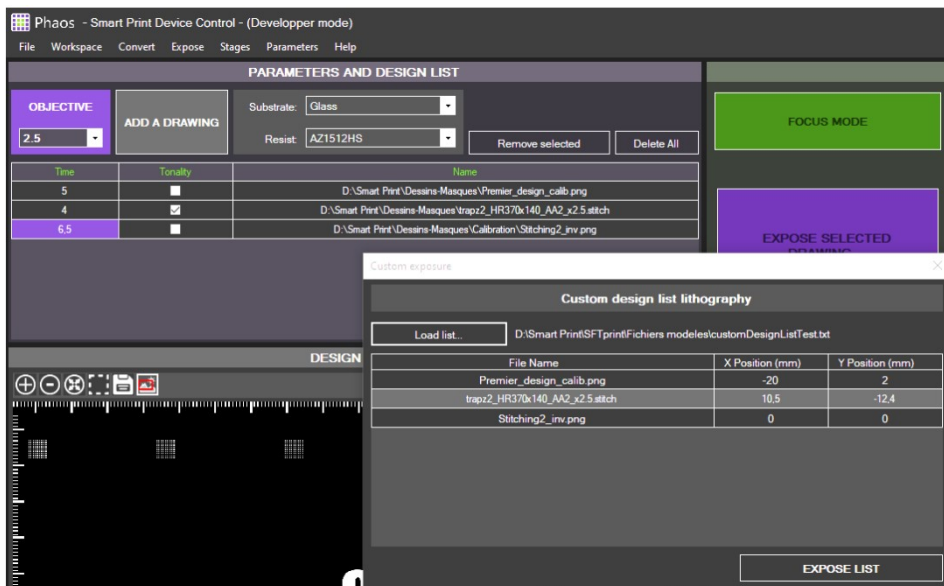 Phaos - Smart Print Device Control - (Developper mode)
File Workspace Convert Expose Stages Parameters Help
PARAMETERS AND DESIGN LIST
OBJECTIVE
2.5
ADD A DRAWING
Substrate: Glass
Resist: AZ1512HS
Remove selected
Delete All
FOCUS MODE
Time Tonality Name
5 D:\Smart Print\Dessins-Masques\Premier_design_calib.png
4 D:\Smart Print\Dessins-Masques\trapz2_HR370x140_AA2_x2.5.stitch
6,5 D:\Smart Print\Dessins-Masques\Calibration\Stitching2_inv.png
EXPOSE SELECTED
DRAWING
Custom exposure
Custom design list lithography
Load list...
D:\Smart Print\SFTprint\Fichiers modeles\customDesignListTest.txt
File Name X Position (mm) Y Position (mm)
Premier_design_calib.png -20 2
trapz2_HR370x140_AA2_x2.5.stitch 10,5 -12,4
Stitching2_inv.png 0 0
EXPOSE LIST
DESIGN